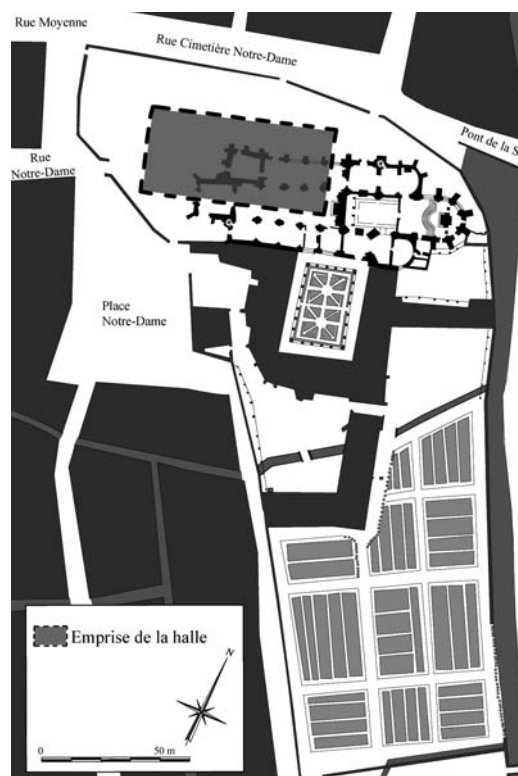 Rue Moyenne
Rue Cimetière Notre-Dame
Pont de la S
Rue
Notre-Dame
Place
Notre-Dame
Emprise de la halle
N
0 50 m